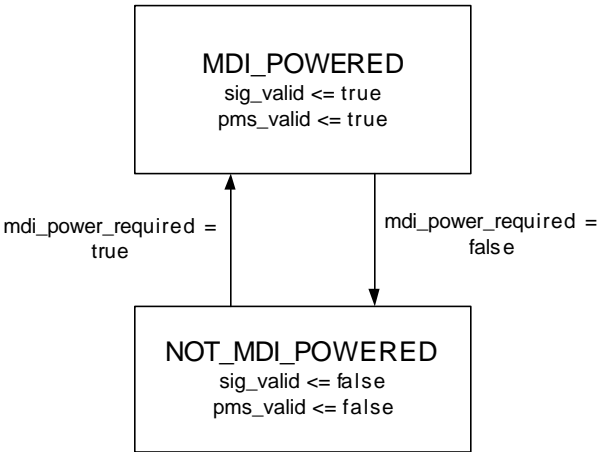 MDI_POWERED
sig_valid <= true
pms_valid <= true
mdi_power_required =
true
mdi_power_required =
false
NOT_MDI_POWERED
sig_valid <= false
pms_valid <= false